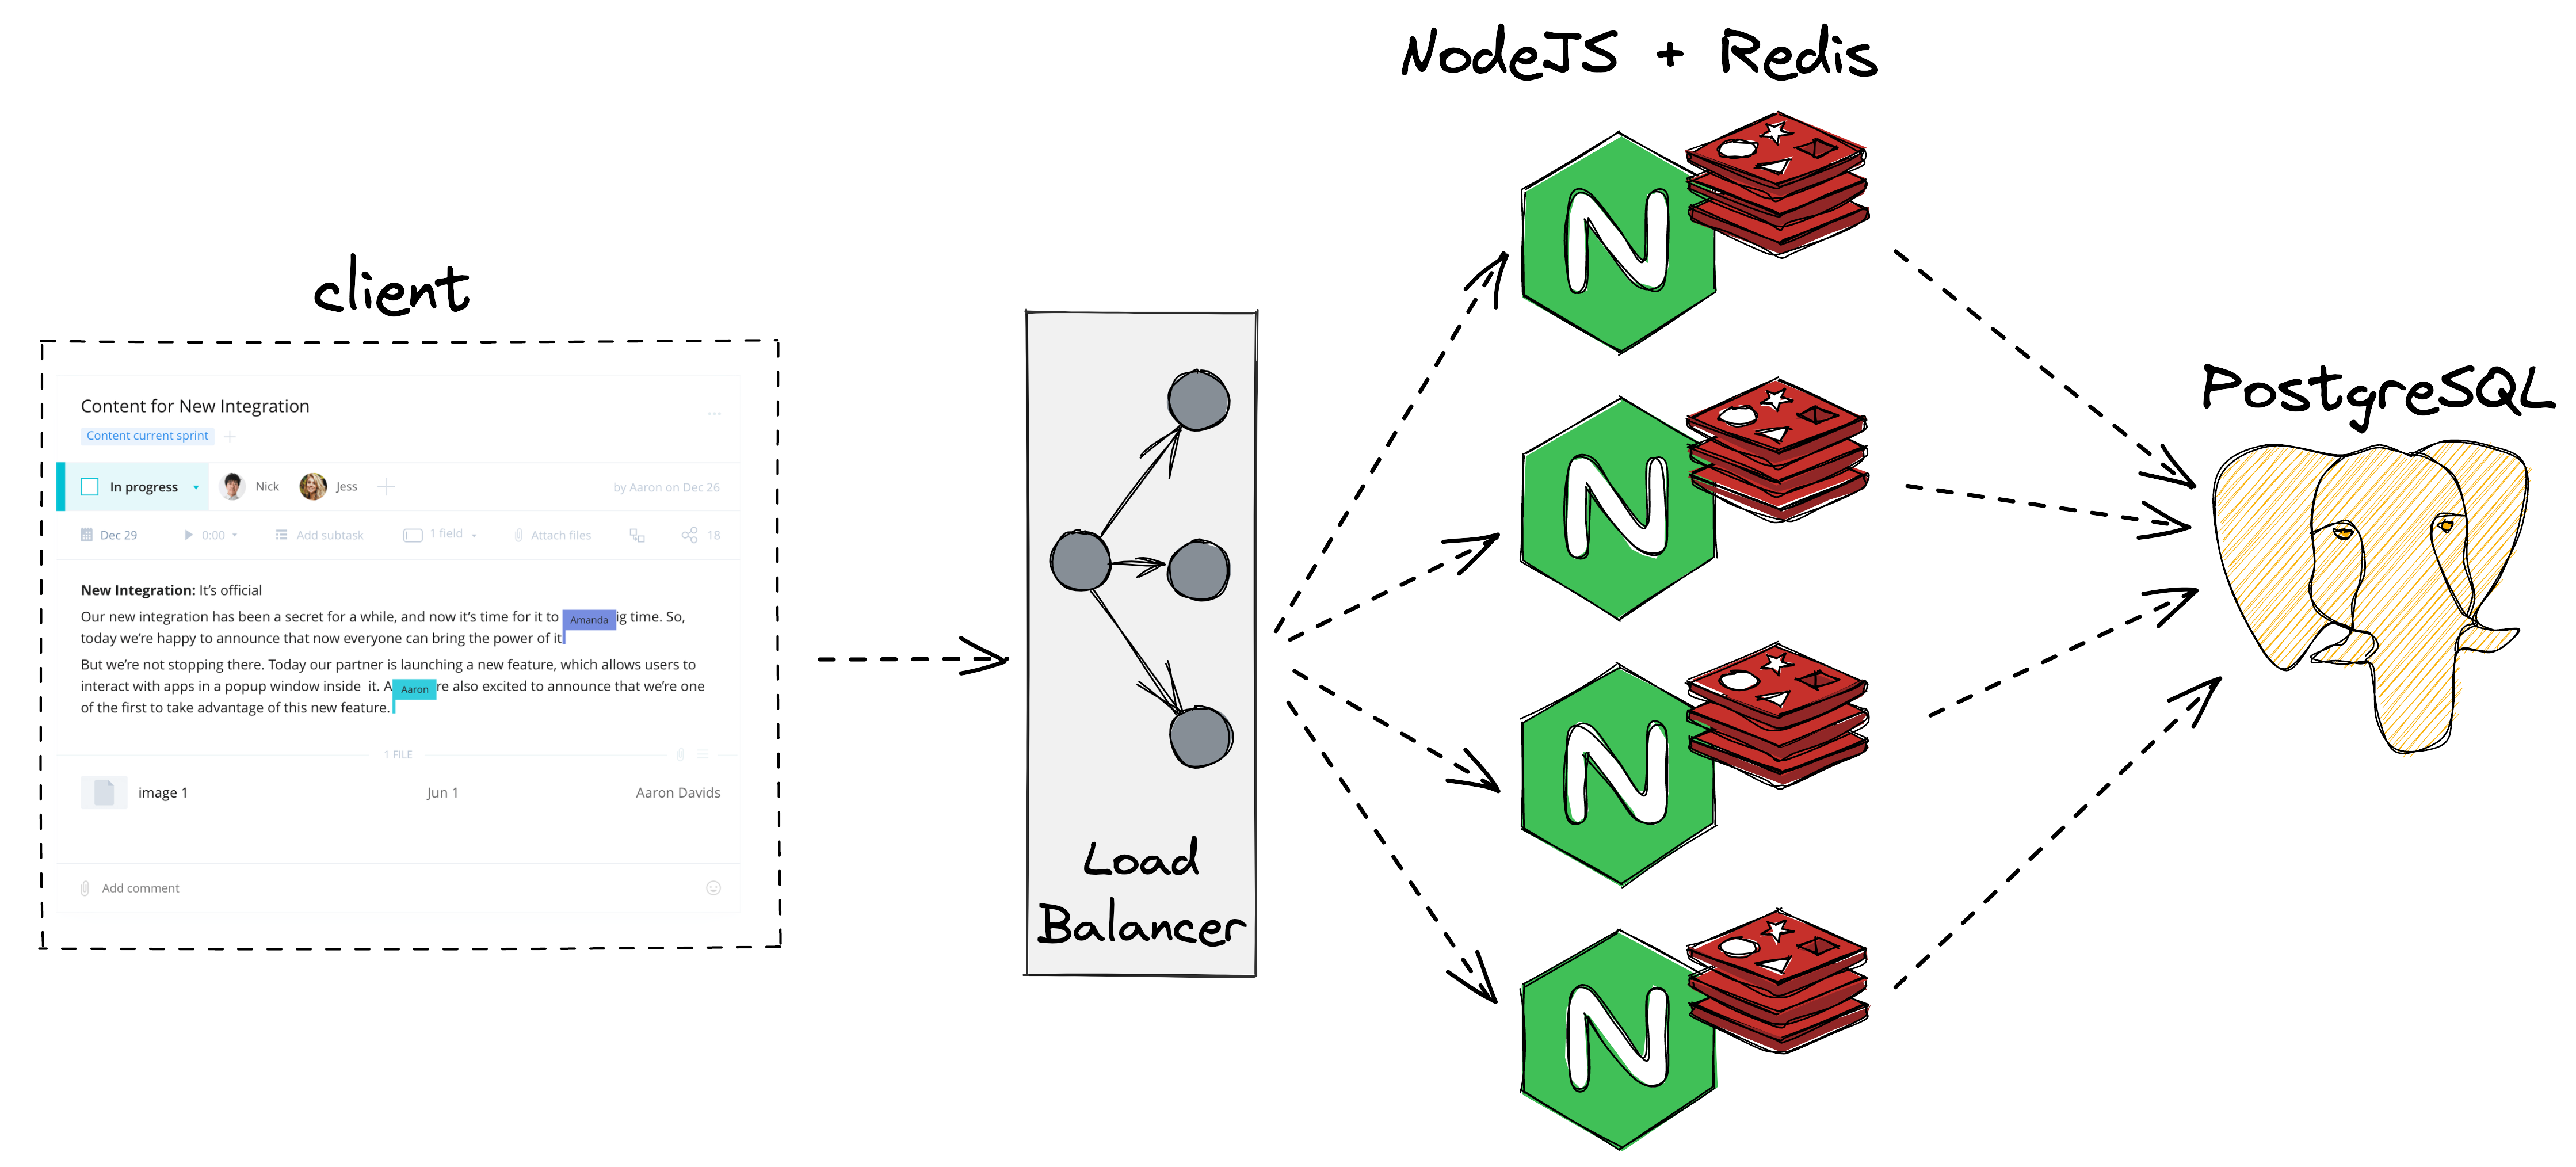 NodeJS + Redis
client
PostgreSQL
Content for New Integration
Content current sprint
In progress
Nick
Jess
by Aaron on Dec 26
Dec 29
0:00
Add subtask
1 field
Attach files
18
New Integration: It's official
Our new integration has been a secret for a while, and now it's time for it to Amanda ig time. So,
today we're happy to announce that now everyone can bring the power of it
But we're not stopping there. Today our partner is launching a new feature, which allows users to
interact with apps in a popup window inside it. A Aaron re also excited to announce that we're one
of the first to take advantage of this new feature.
1 FILE
image 1
Jun 1
Aaron Davids
Add comment
Load
Balancer
N
N
N
N